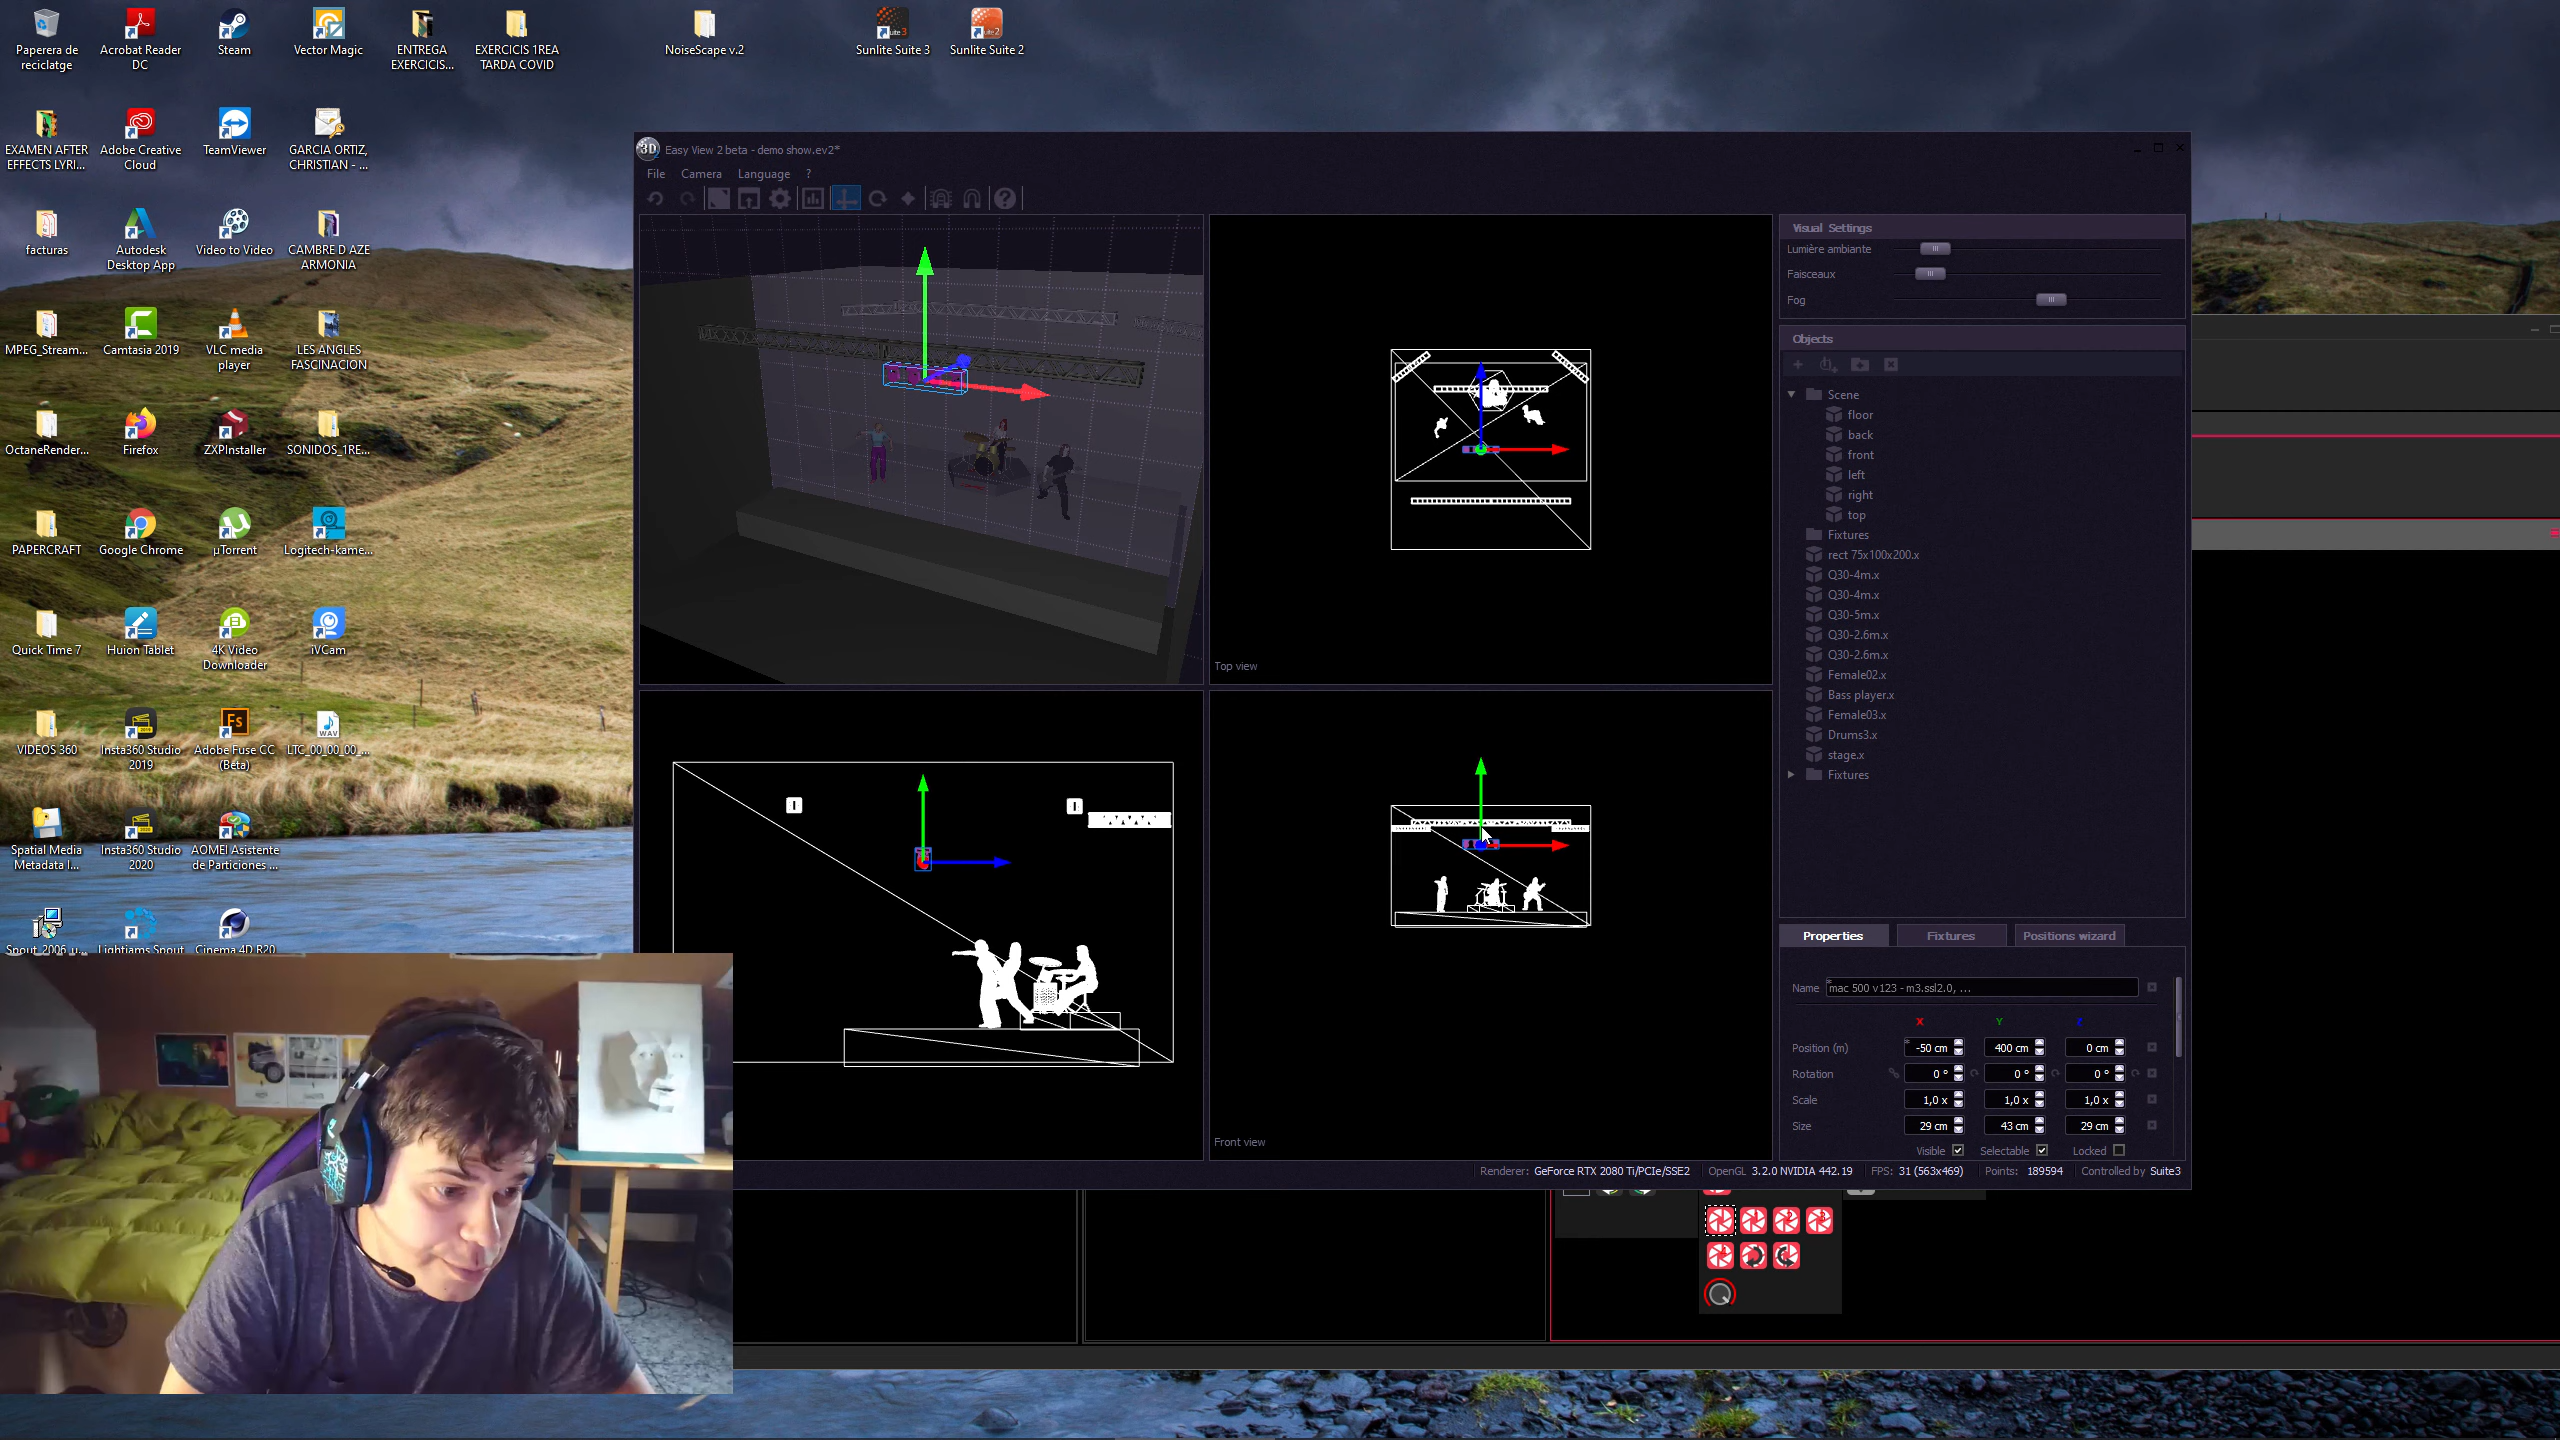 Paperera de
reciclatge
Acrobat Reader
DC
Steam
Vector Magic
ENTREGA
EXERCICIS...
EXERCICIS 1REA
TARDA COVID
NoiseScape v.2
Sunlite Suite 3
Sunlite Suite 2
EXAMEN AFTER
EFFECTS LYRI...
Adobe Creative
Cloud
TeamViewer
GARCIA ORTIZ,
CHRISTIAN - ...
facturas
Autodesk
Desktop App
Video to Video
CAMBRE D AZE
ARMONIA
MPEG_Stream...
Camtasia 2019
VLC media
player
LES ANGLES
FASCINACION
OctaneRender...
Firefox
ZXPInstaller
SONIDOS_1RE...
PAPERCRAFT
Google Chrome
µTorrent
Logitech-kame...
Quick Time 7
Huion Tablet
4K Video
Downloader
iVCam
VIDEOS 360
Insta360 Studio
2019
Adobe Fuse CC
(Beta)
LTC_00_00_00_...
Spatial Media
Metadata I...
Insta360 Studio
2020
AOMEI Asistente
de Particiones ...
Spout_2006_u...
Lightjams Spout
Cinema 4D R20
3D
Easy View 2 beta - demo show.ev2*
File
Camera
Language
?
Top view
Front view
Visual Settings
Lumière ambiante
Faisceaux
Fog
Objects
Scene
floor
back
front
left
right
top
Fixtures
rect 75x100x200.x
Q30-4m.x
Q30-4m.x
Q30-5m.x
Q30-2.6m.x
Q30-2.6m.x
Female02.x
Bass player.x
Female03.x
Drums3.x
stage.x
Fixtures
Properties
Fixtures
Positions wizard
Name
mac 500 v123 - m3.ssl2.0, ...
X
Y
Z
Position (m)
-50 cm
400 cm
0 cm
Rotation
0 °
0 °
0 °
Scale
1,0 x
1,0 x
1,0 x
Size
29 cm
43 cm
29 cm
Visible
Selectable
Locked
Renderer: GeForce RTX 2080 Ti/PCIe/SSE2
OpenGL 3.2.0 NVIDIA 442.19
FPS: 31 (563x469)
Points: 189594
Controlled by Suite3